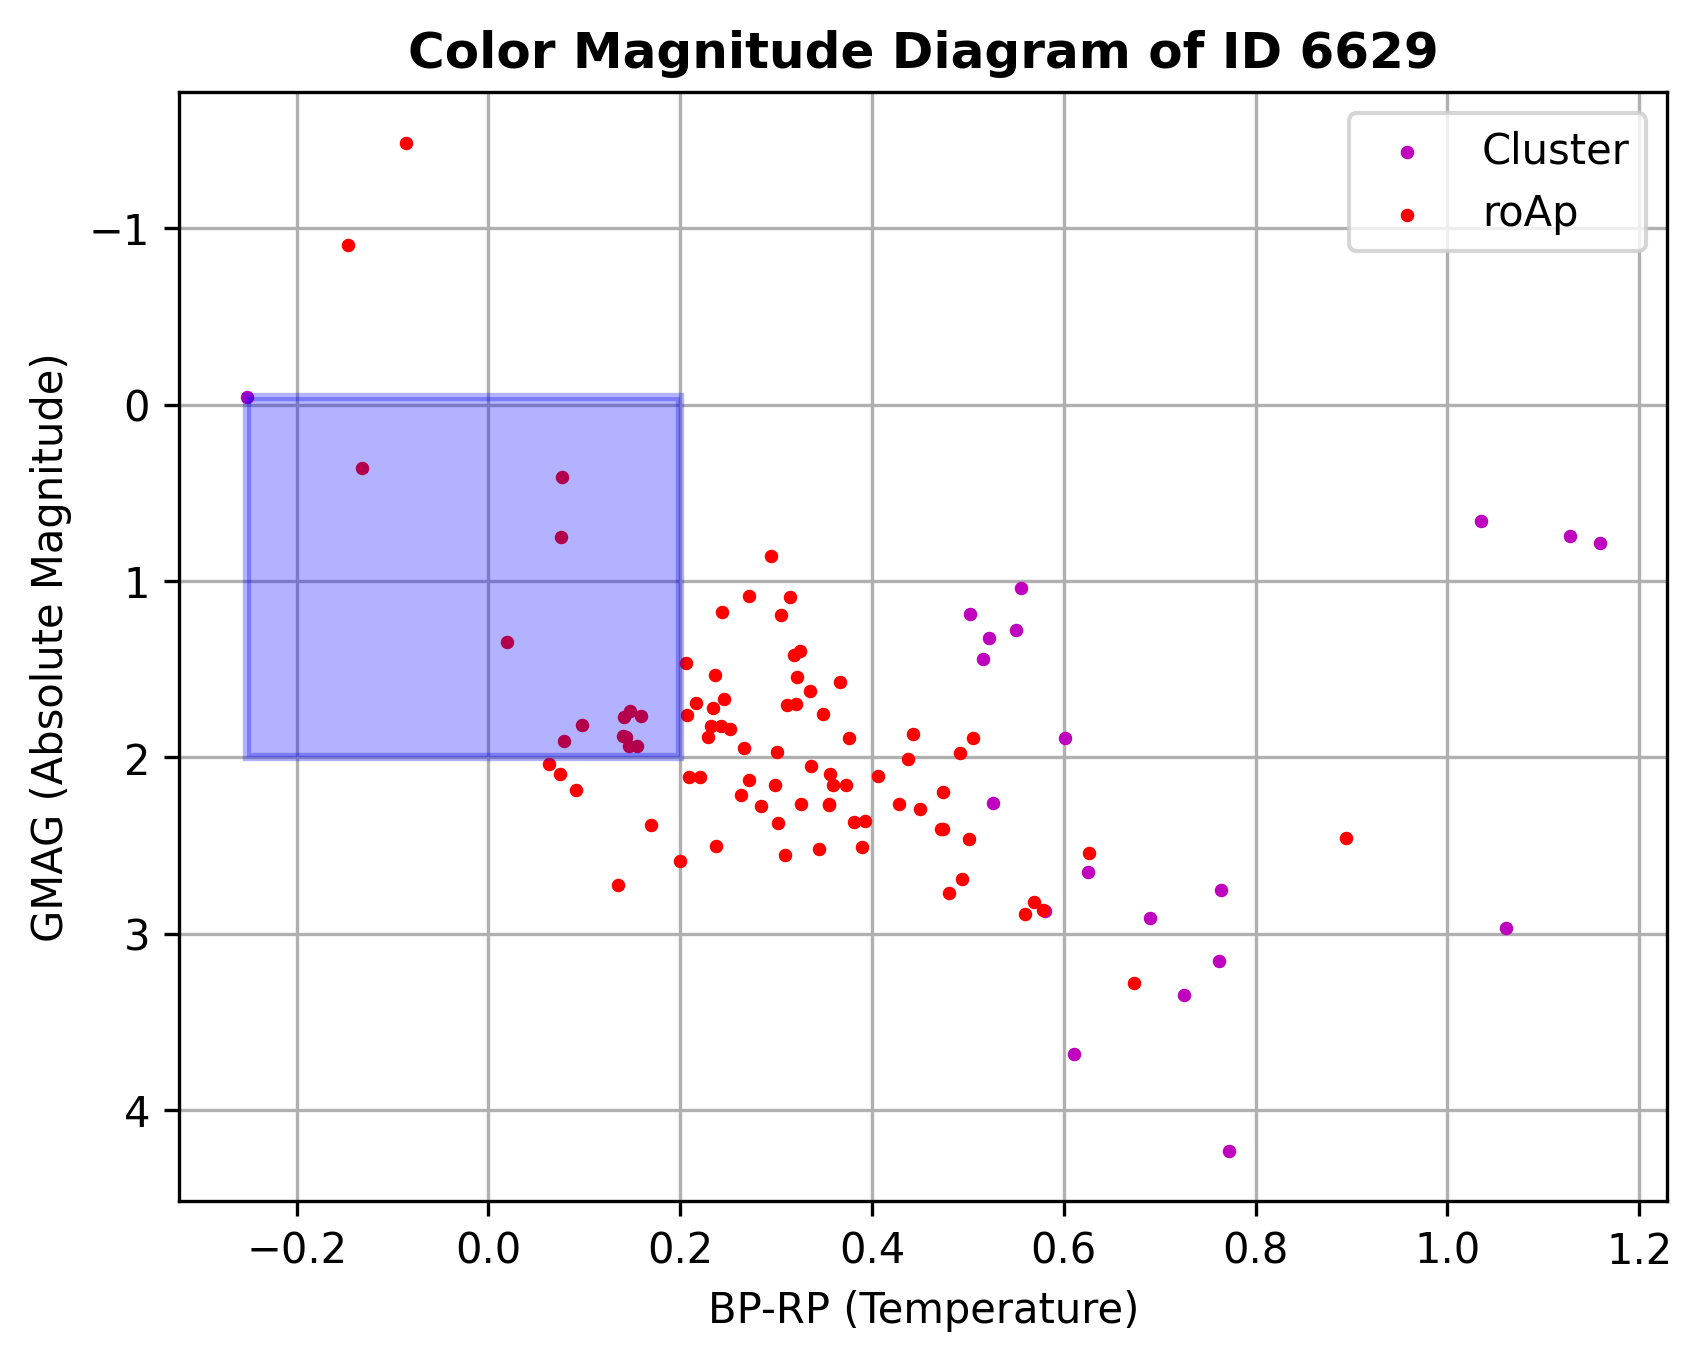 Color Magnitude Diagram of ID 6629
Cluster
roAp
−1
0
1
2
3
4
GMAG (Absolute Magnitude)
−0.2 0.0 0.2 0.4 0.6 0.8 1.0 1.2
BP-RP (Temperature)